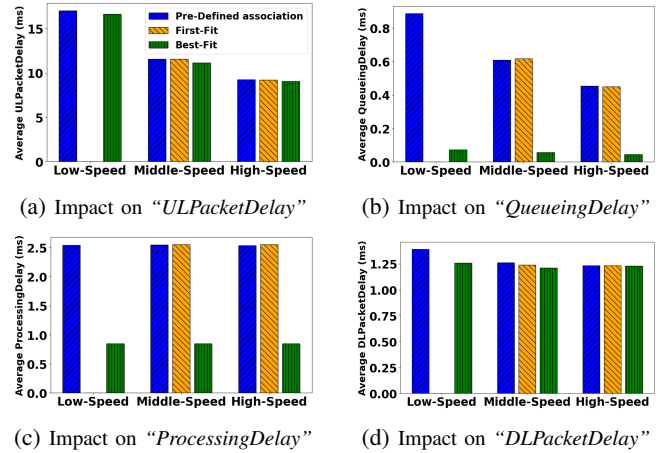 Average ULPacketDelay (ms)
15
10
5
0
Pre-Defined association
First-Fit
Best-Fit
Low-Speed Middle-Speed High-Speed
(a) Impact on “ULPacketDelay”
Average QueueingDelay (ms)
0.8
0.6
0.4
0.2
0.0
Low-Speed Middle-Speed High-Speed
(b) Impact on “QueueingDelay”
Average ProcessingDelay (ms)
2.5
2.0
1.5
1.0
0.5
0.0
Low-Speed Middle-Speed High-Speed
(c) Impact on “ProcessingDelay”
Average DLPacketDelay (ms)
1.25
1.00
0.75
0.50
0.25
0.00
Low-Speed Middle-Speed High-Speed
(d) Impact on “DLPacketDelay”